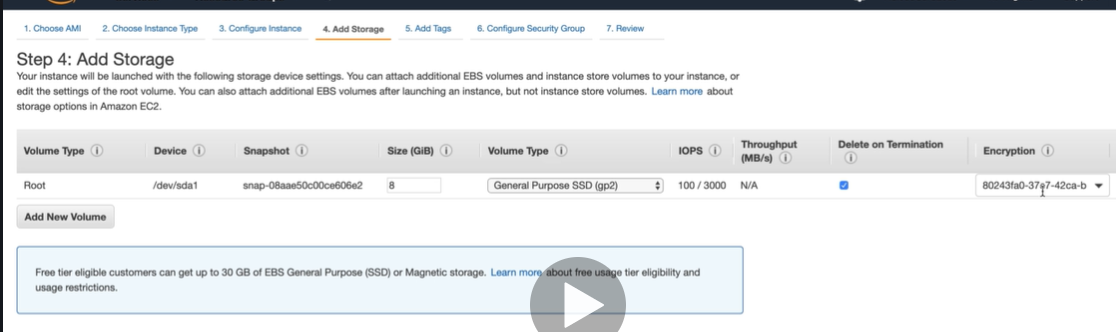 1. Choose AMI 2. Choose Instance Type 3. Configure Instance 4. Add Storage 5. Add Tags 6. Configure Security Group 7. Review
Step 4: Add Storage
Your instance will be launched with the following storage device settings. You can attach additional EBS volumes and instance store volumes to your instance, or
edit the settings of the root volume. You can also attach additional EBS volumes after launching an instance, but not instance store volumes. Learn more about
storage options in Amazon EC2.
Volume Type Device Snapshot Size (GiB) Volume Type IOPS Throughput (MB/s) Delete on Termination Encryption
Root /dev/sda1 snap-08aae50c00ce606e2 8 General Purpose SSD (gp2) 100 / 3000 N/A 80243fa0-37e7-42ca-b
Add New Volume
Free tier eligible customers can get up to 30 GB of EBS General Purpose (SSD) or Magnetic storage. Learn more about free usage tier eligibility and
usage restrictions.